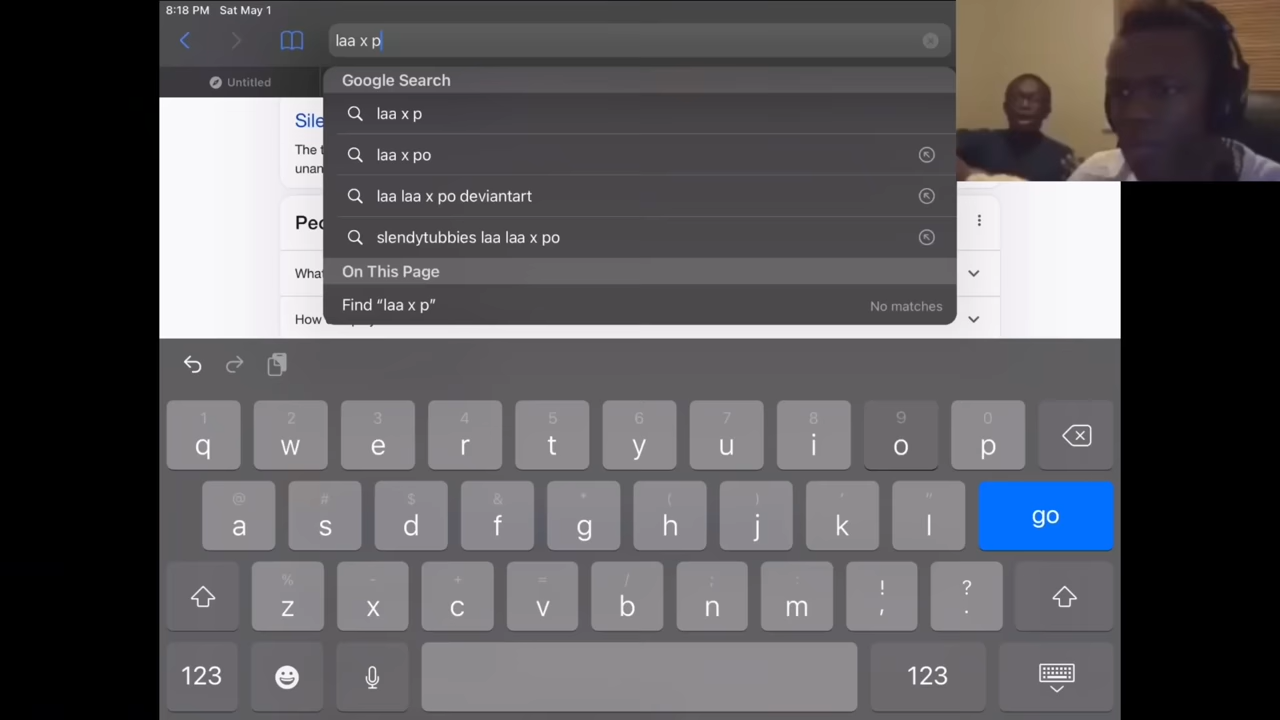 8:18 PM Sat May 1
laa x p
Untitled
Google Search
Sile
laa x p
The t
laa x po
unan
laa laa x po deviantart
Peo
slendytubbies laa laa x po
On This Page
What
Find “laa x p”
No matches
How
1 2 3 4 5 6 7 8 9 0
q w e r t y u i o p
@ # $ & * ( ) ' "
a s d f g h j k l go
% - + = / ; : ! ?
z x c v b n m , .
123 123